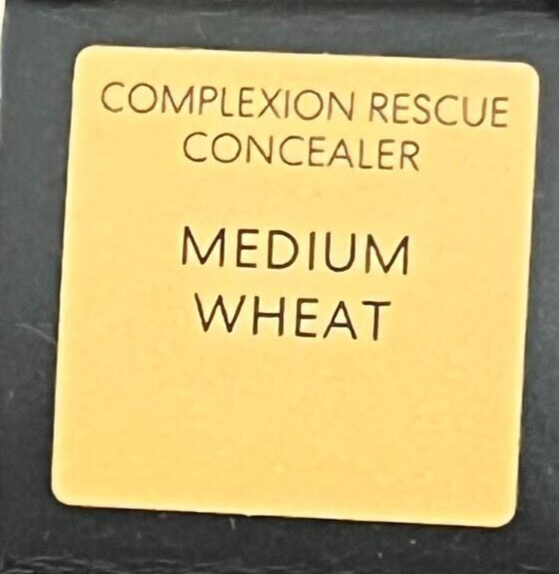 COMPLEXION RESCUE
CONCEALER
MEDIUM
WHEAT